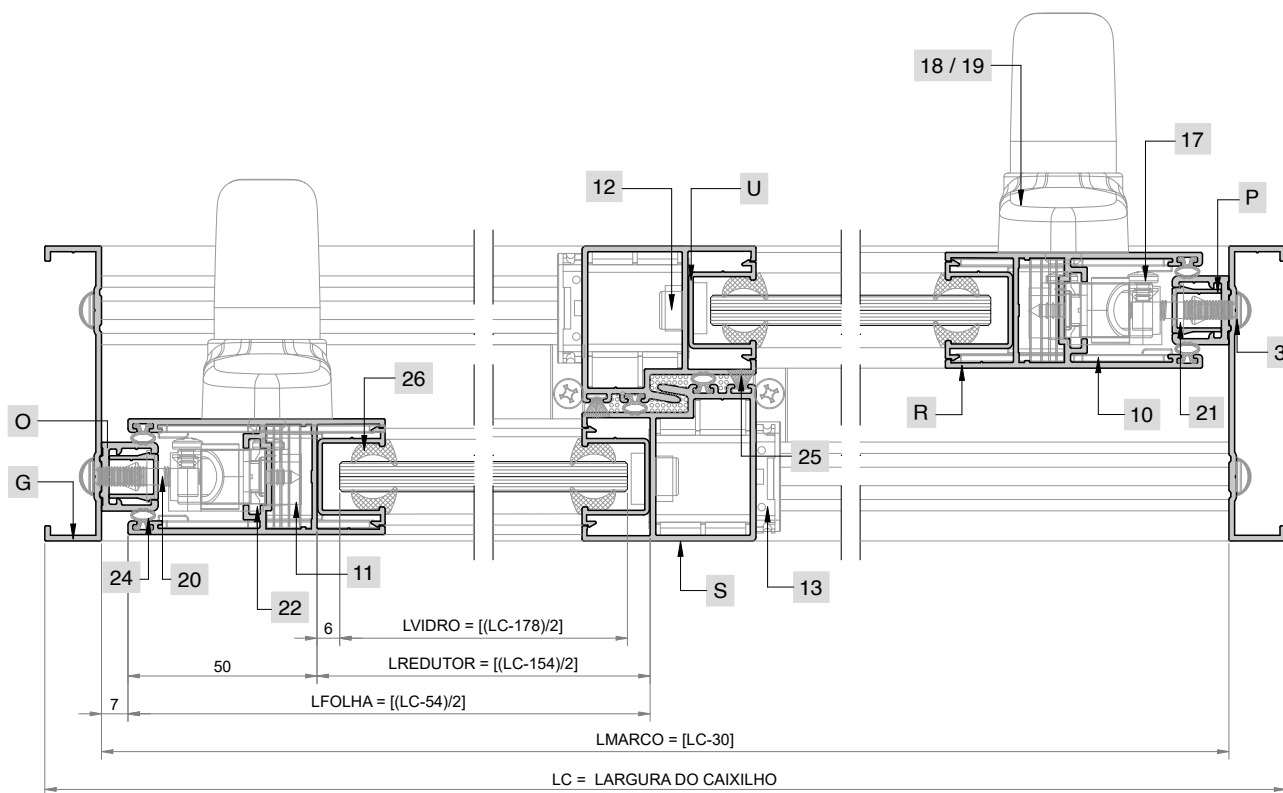 18 / 19
17
12
U
P
26
3
O
R
10
21
G
25
24
20
22
11
S
13
6
LVIDRO = [(LC-178)/2]
50
LREDUTOR = [(LC-154)/2]
7
LFOLHA = [(LC-54)/2]
LMARCO = [LC-30]
LC = LARGURA DO CAIXILHO